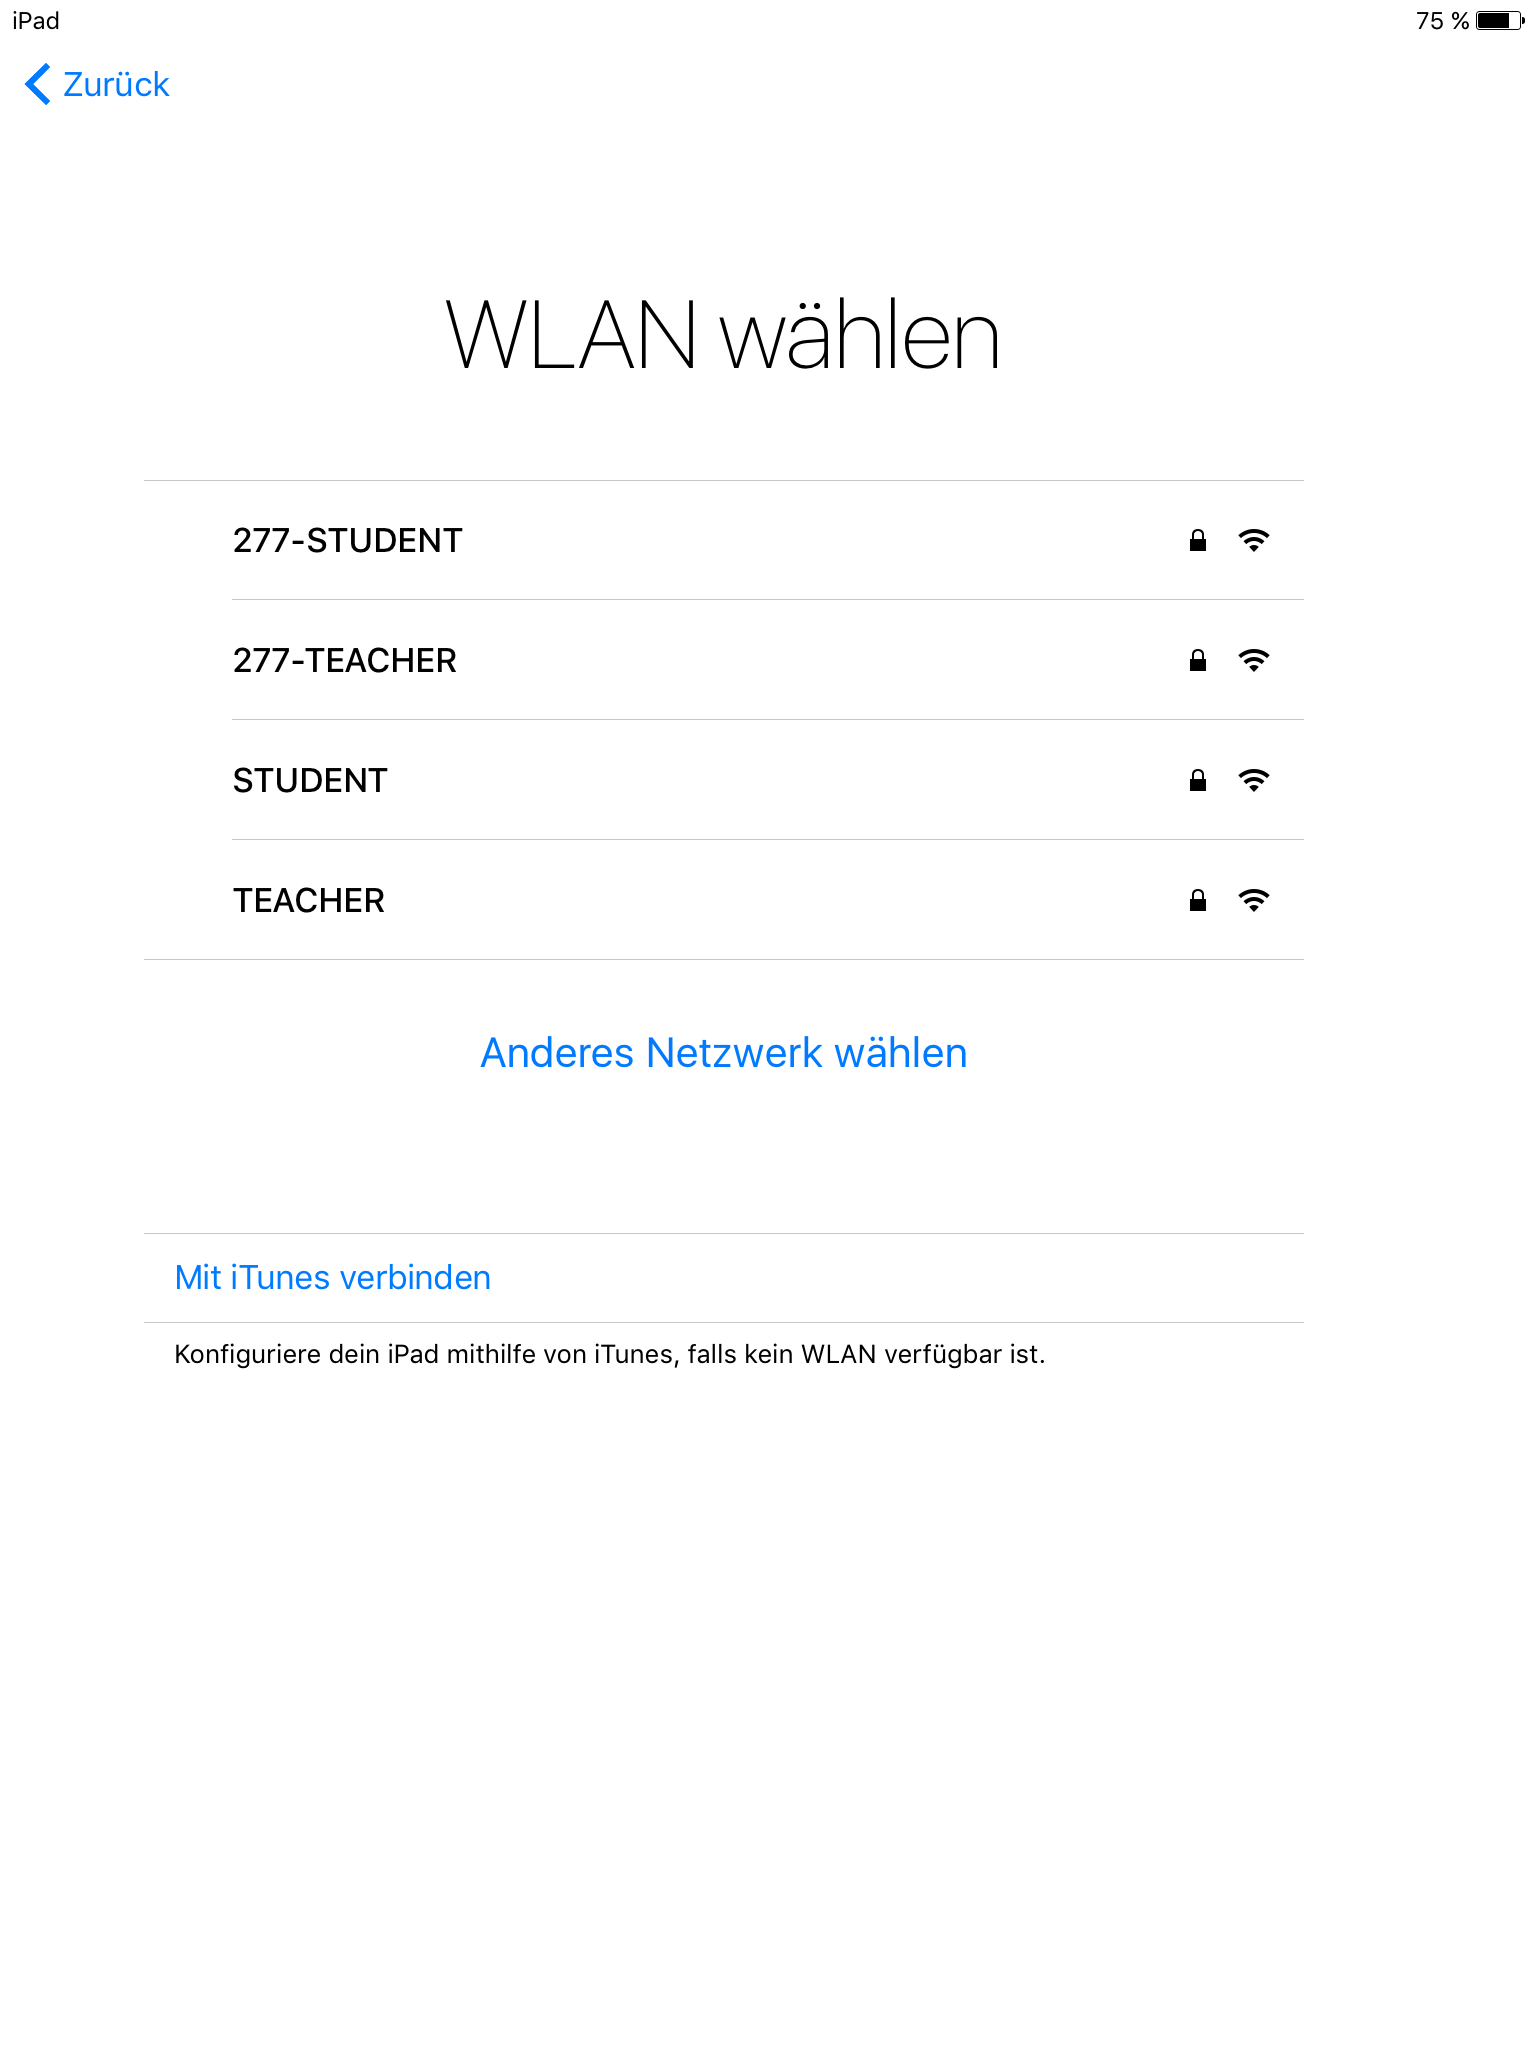 iPad
75 %
Zurück
WLAN wählen
277-STUDENT
277-TEACHER
STUDENT
TEACHER
Anderes Netzwerk wählen
Mit iTunes verbinden
Konfiguriere dein iPad mithilfe von iTunes, falls kein WLAN verfügbar ist.